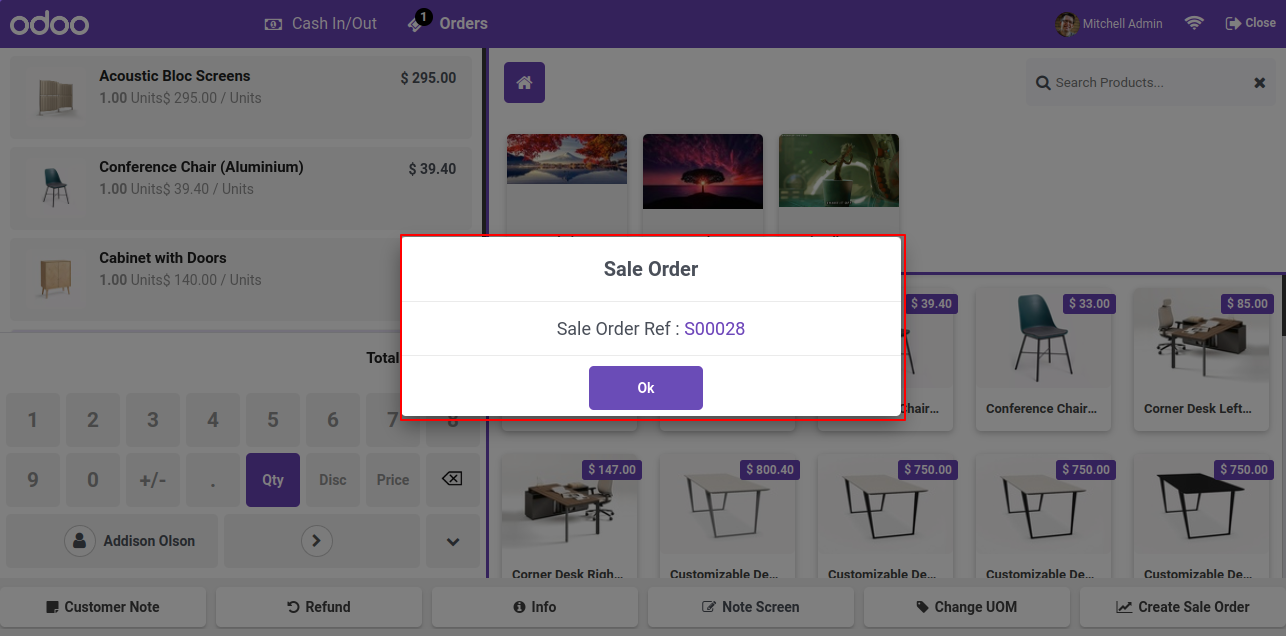 odoo
Cash In/Out
1
Orders
Mitchell Admin
Close
Acoustic Bloc Screens
$ 295.00
1.00 Units$ 295.00 / Units
Conference Chair (Aluminium)
$ 39.40
1.00 Units$ 39.40 / Units
Cabinet with Doors
1.00 Units$ 140.00 / Units
Search Products...
Sale Order
Sale Order Ref : S00028
Ok
$ 39.40
$ 33.00
$ 85.00
Conference Chair...
Corner Desk Left...
Total
1 2 3 4 5 6 7 8
9 0 +/- . Qty Disc Price
Addison Olson
$ 147.00
$ 800.40
$ 750.00
$ 750.00
$ 750.00
Corner Desk Righ...
Customizable De...
Customizable De...
Customizable De...
Customizable De...
Customer Note
Refund
Info
Note Screen
Change UOM
Create Sale Order